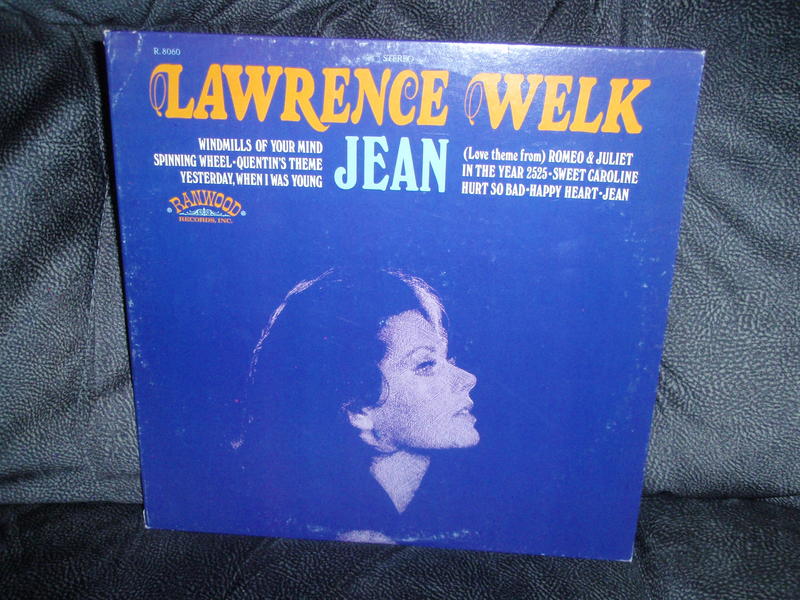 R. 8060
STEREO
LAWRENCE WELK
WINDMILLS OF YOUR MIND
SPINNING WHEEL•QUENTIN'S THEME
YESTERDAY, WHEN I WAS YOUNG
JEAN
(Love theme from) ROMEO & JULIET
IN THE YEAR 2525•SWEET CAROLINE
HURT SO BAD•HAPPY HEART•JEAN
RANWOOD
RECORDS, INC.